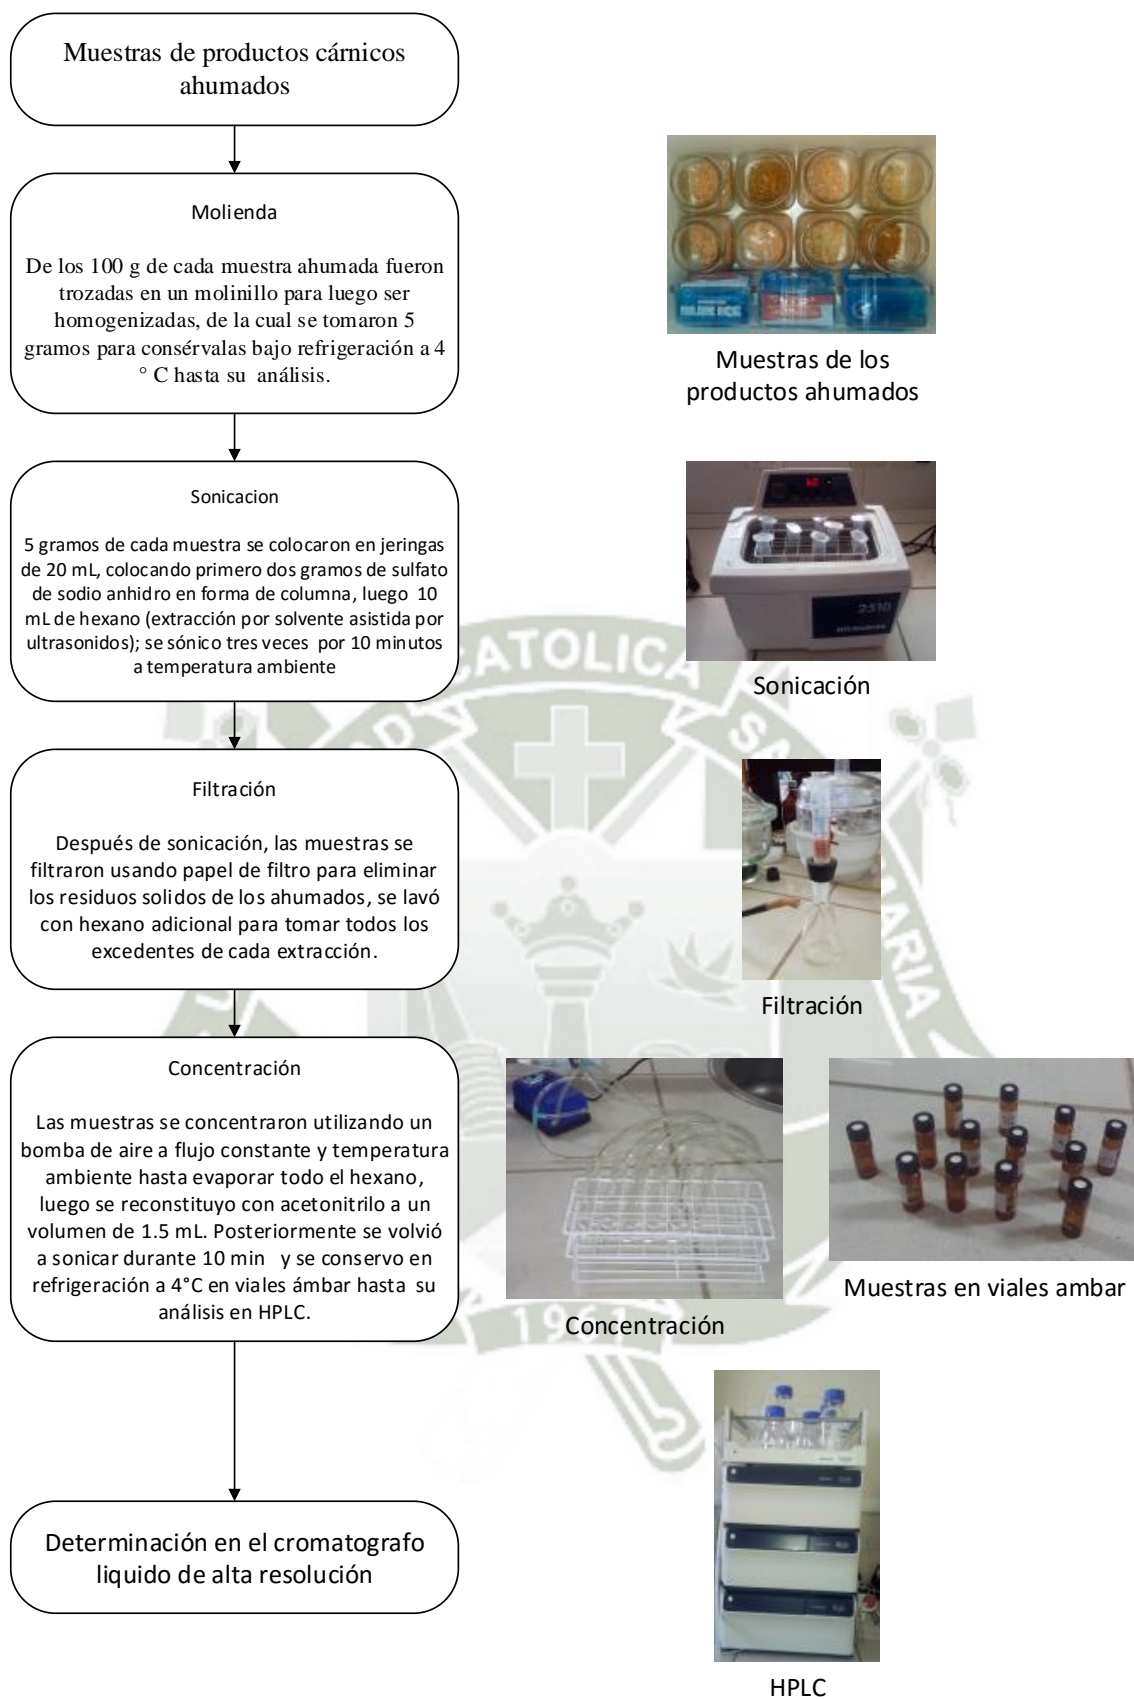 Muestras de productos cárnicos
ahumados
Molienda
De los 100 g de cada muestra ahumada fueron
trozadas en un molinillo para luego ser
homogenizadas, de la cual se tomaron 5
gramos para consérvalas bajo refrigeración a 4
° C hasta su análisis.
Muestras de los
productos ahumados
Sonicacion
5 gramos de cada muestra se colocaron en jeringas
de 20 mL, colocando primero dos gramos de sulfato
de sodio anhidro en forma de columna, luego 10
mL de hexano (extracción por solvente asistida por
ultrasonidos); se sónico tres veces por 10 minutos
a temperatura ambiente
2510
Sonicación
Filtración
Después de sonicación, las muestras se
filtraron usando papel de filtro para eliminar
los residuos solidos de los ahumados, se lavó
con hexano adicional para tomar todos los
excedentes de cada extracción.
Filtración
Concentración
Las muestras se concentraron utilizando un
bomba de aire a flujo constante y temperatura
ambiente hasta evaporar todo el hexano,
luego se reconstituyo con acetonitrilo a un
volumen de 1.5 mL. Posteriormente se volvió
a sonicar durante 10 min y se conservo en
refrigeración a 4°C en viales ámbar hasta su
análisis en HPLC.
Concentración
Muestras en viales ambar
Determinación en el cromatografo
liquido de alta resolución
HPLC
CATOLICA
MARIA
1961